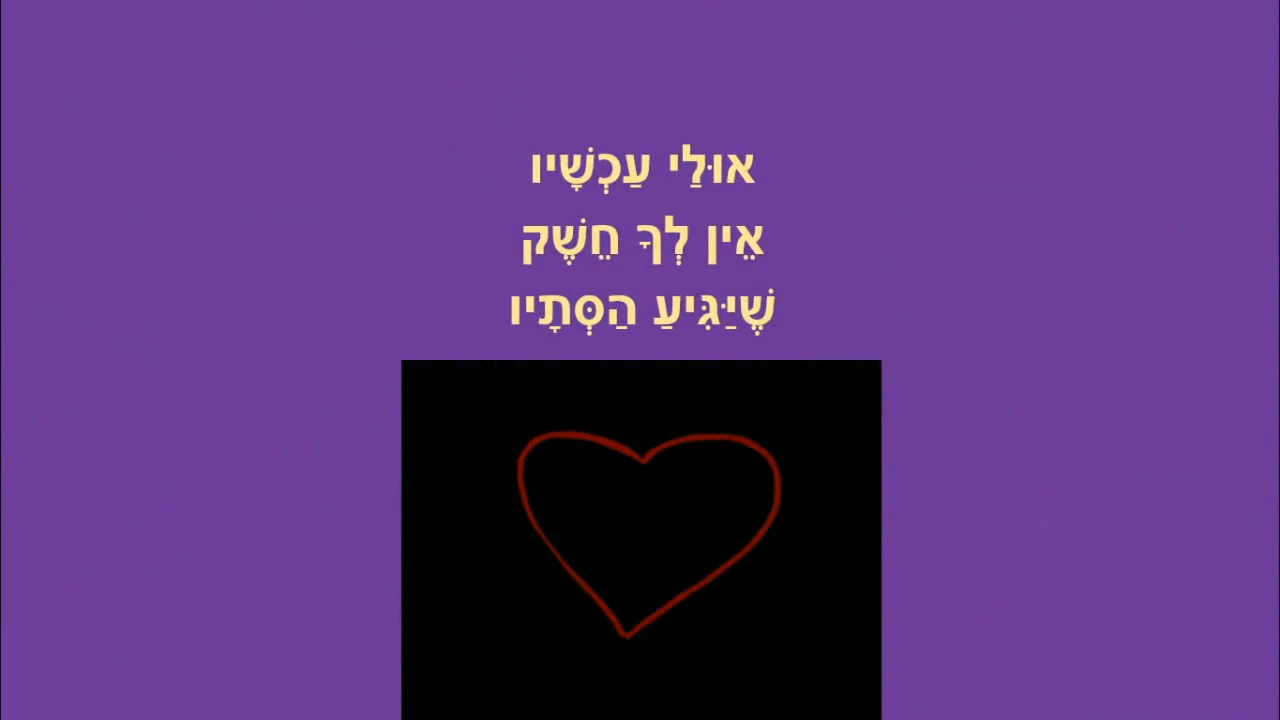 אוּלַי עַכְשָׁיו
אֵין לְךָ חֵשֶׁק
שֶׁיַּגִּיעַ הַסְּתָיו